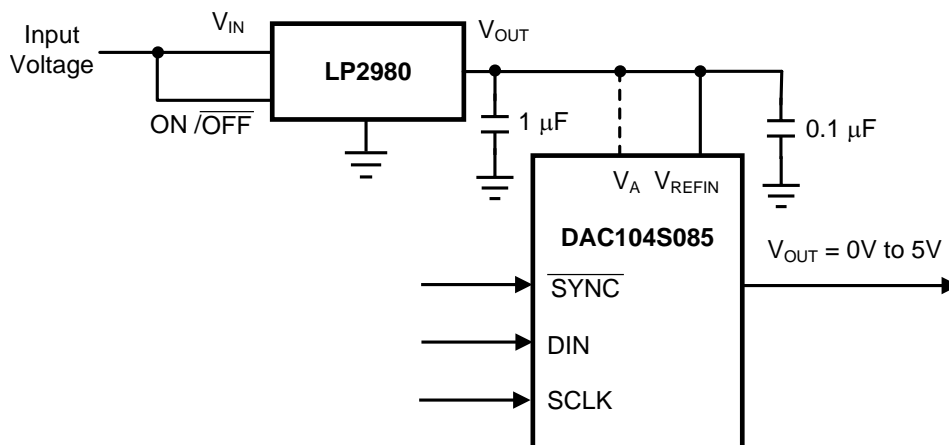 Input
Voltage
V_IN
LP2980
V_OUT
ON /OFF
1 μF
0.1 μF
V_A V_REFIN
DAC104S085
V_OUT = 0V to 5V
SYNC
DIN
SCLK